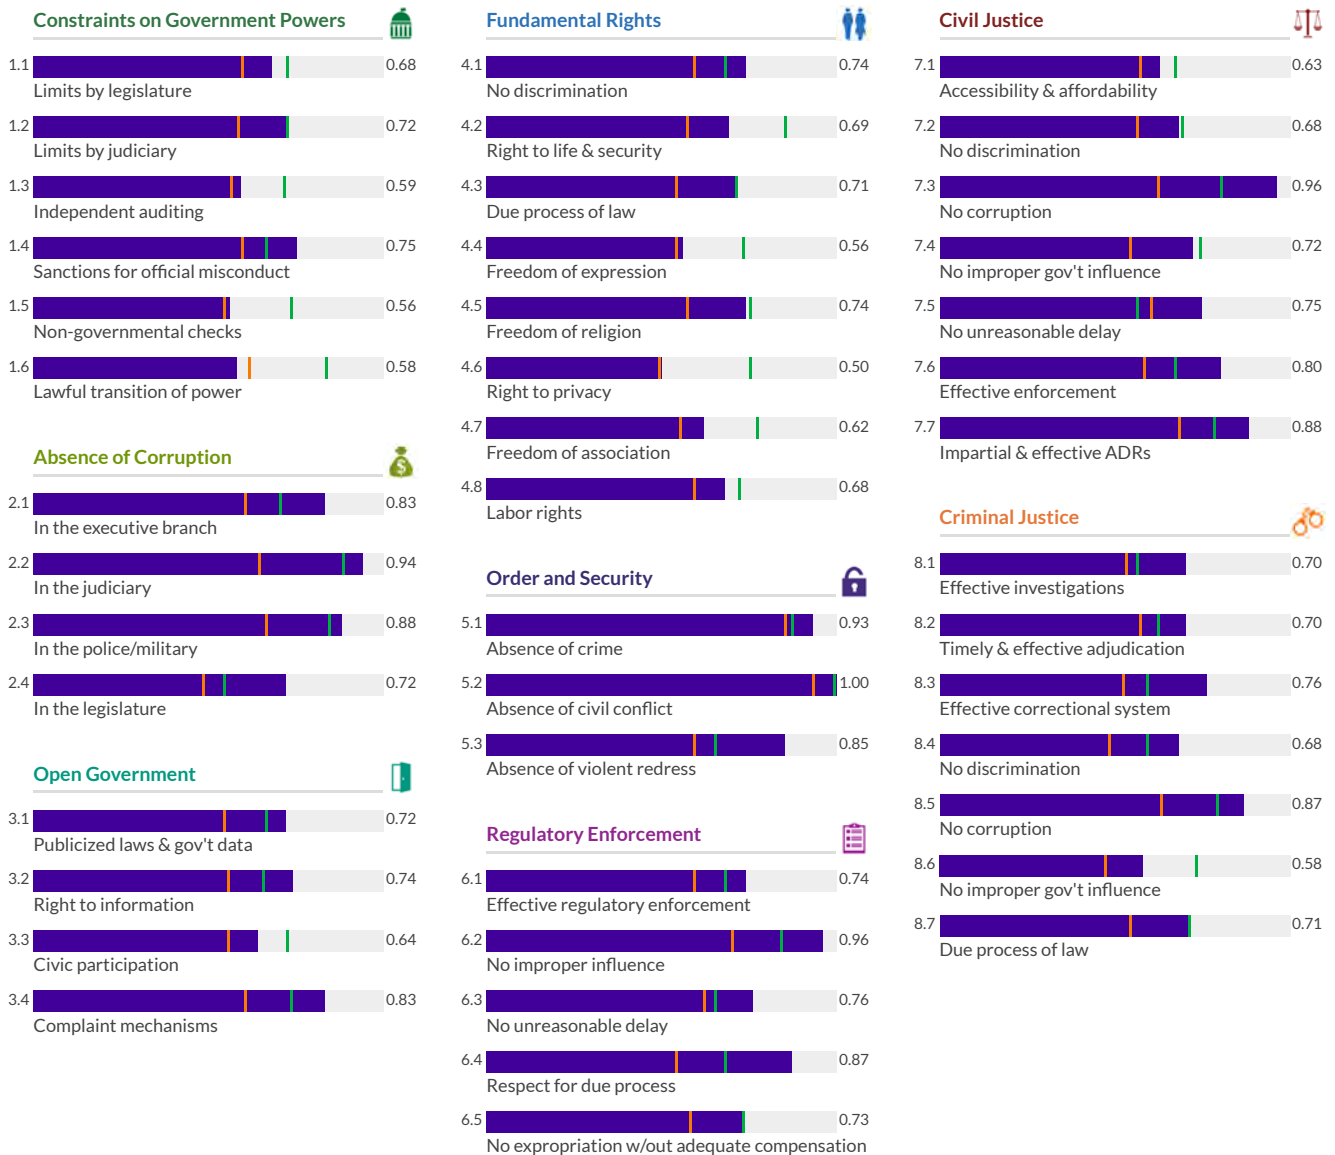 Constraints on Government Powers
1.1 0.68
Limits by legislature
1.2 0.72
Limits by judiciary
1.3 0.59
Independent auditing
1.4 0.75
Sanctions for official misconduct
1.5 0.56
Non-governmental checks
1.6 0.58
Lawful transition of power
Absence of Corruption
$
2.1 0.83
In the executive branch
2.2 0.94
In the judiciary
2.3 0.88
In the police/military
2.4 0.72
In the legislature
Open Government
3.1 0.72
Publicized laws & gov't data
3.2 0.74
Right to information
3.3 0.64
Civic participation
3.4 0.83
Complaint mechanisms
Fundamental Rights
4.1 0.74
No discrimination
4.2 0.69
Right to life & security
4.3 0.71
Due process of law
4.4 0.56
Freedom of expression
4.5 0.74
Freedom of religion
4.6 0.50
Right to privacy
4.7 0.62
Freedom of association
4.8 0.68
Labor rights
Order and Security
5.1 0.93
Absence of crime
5.2 1.00
Absence of civil conflict
5.3 0.85
Absence of violent redress
Regulatory Enforcement
6.1 0.74
Effective regulatory enforcement
6.2 0.96
No improper influence
6.3 0.76
No unreasonable delay
6.4 0.87
Respect for due process
6.5 0.73
No expropriation w/out adequate compensation
Civil Justice
7.1 0.63
Accessibility & affordability
7.2 0.68
No discrimination
7.3 0.96
No corruption
7.4 0.72
No improper gov't influence
7.5 0.75
No unreasonable delay
7.6 0.80
Effective enforcement
7.7 0.88
Impartial & effective ADRs
Criminal Justice
8.1 0.70
Effective investigations
8.2 0.70
Timely & effective adjudication
8.3 0.76
Effective correctional system
8.4 0.68
No discrimination
8.5 0.87
No corruption
8.6 0.58
No improper gov't influence
8.7 0.71
Due process of law